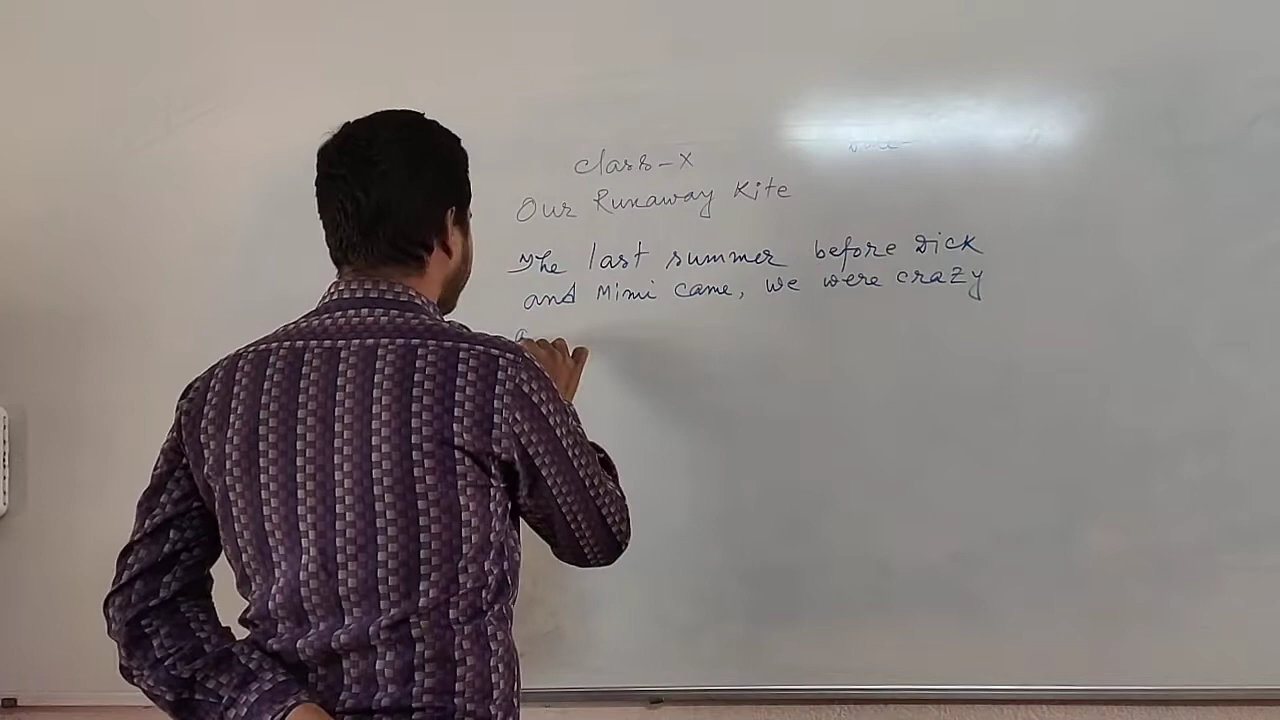 Class-X
Our Runaway Kite
The last summer before Dick
and Mimi came, we were crazy
a